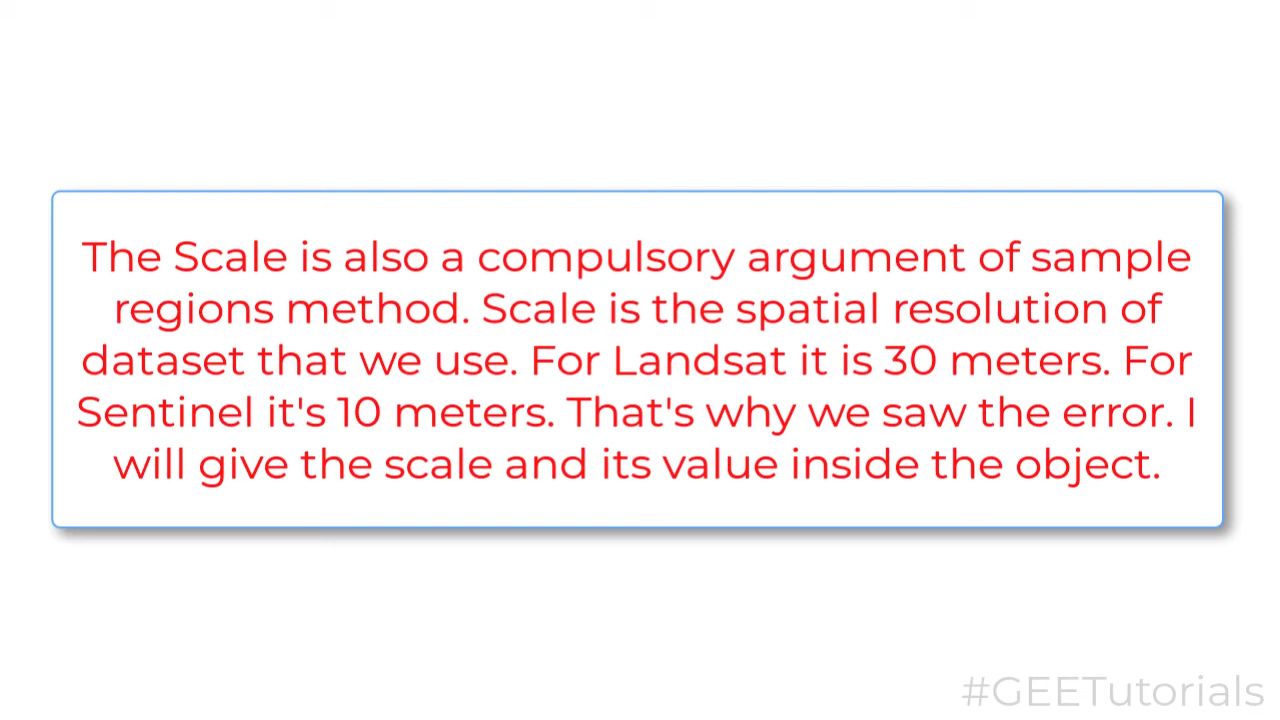 The Scale is also a compulsory argument of sample
regions method. Scale is the spatial resolution of
dataset that we use. For Landsat it is 30 meters. For
Sentinel it's 10 meters. That's why we saw the error. I
will give the scale and its value inside the object.
#GEETutorials